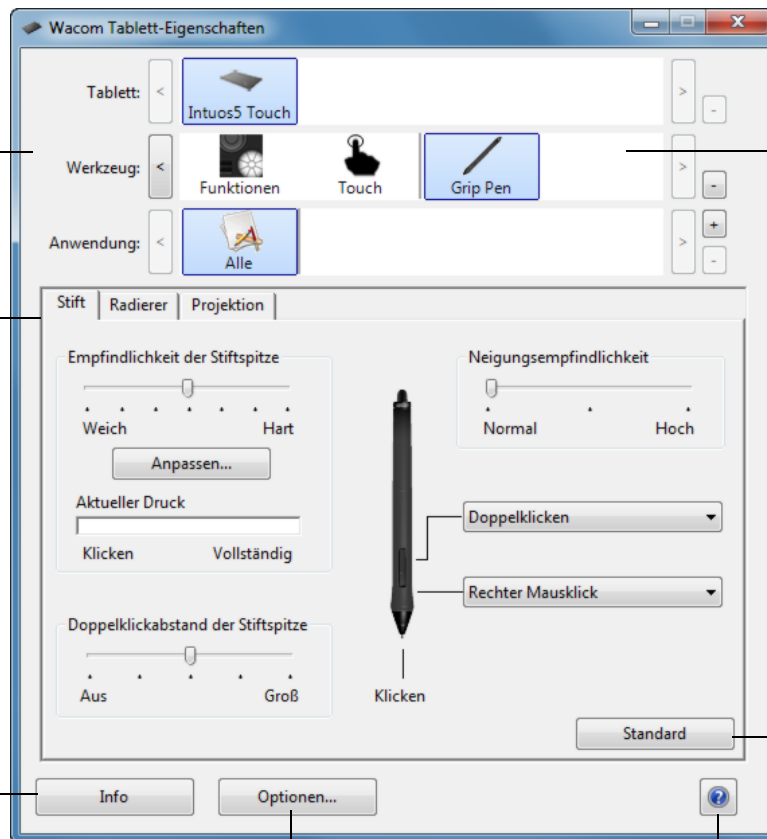 Wacom Tablett-Eigenschaften
Tablett:
Intuos5 Touch
Werkzeug:
Funktionen Touch Grip Pen
Anwendung:
Alle
Stift Radierer Projektion
Empfindlichkeit der Stiftspitze
Weich Hart
Anpassen...
Aktueller Druck
Klicken Vollständig
Neigungsempfindlichkeit
Normal Hoch
Doppelklicken
Rechter Mausklick
Doppelklickabstand der Stiftspitze
Aus Groß
Klicken
Standard
Info Optionen...